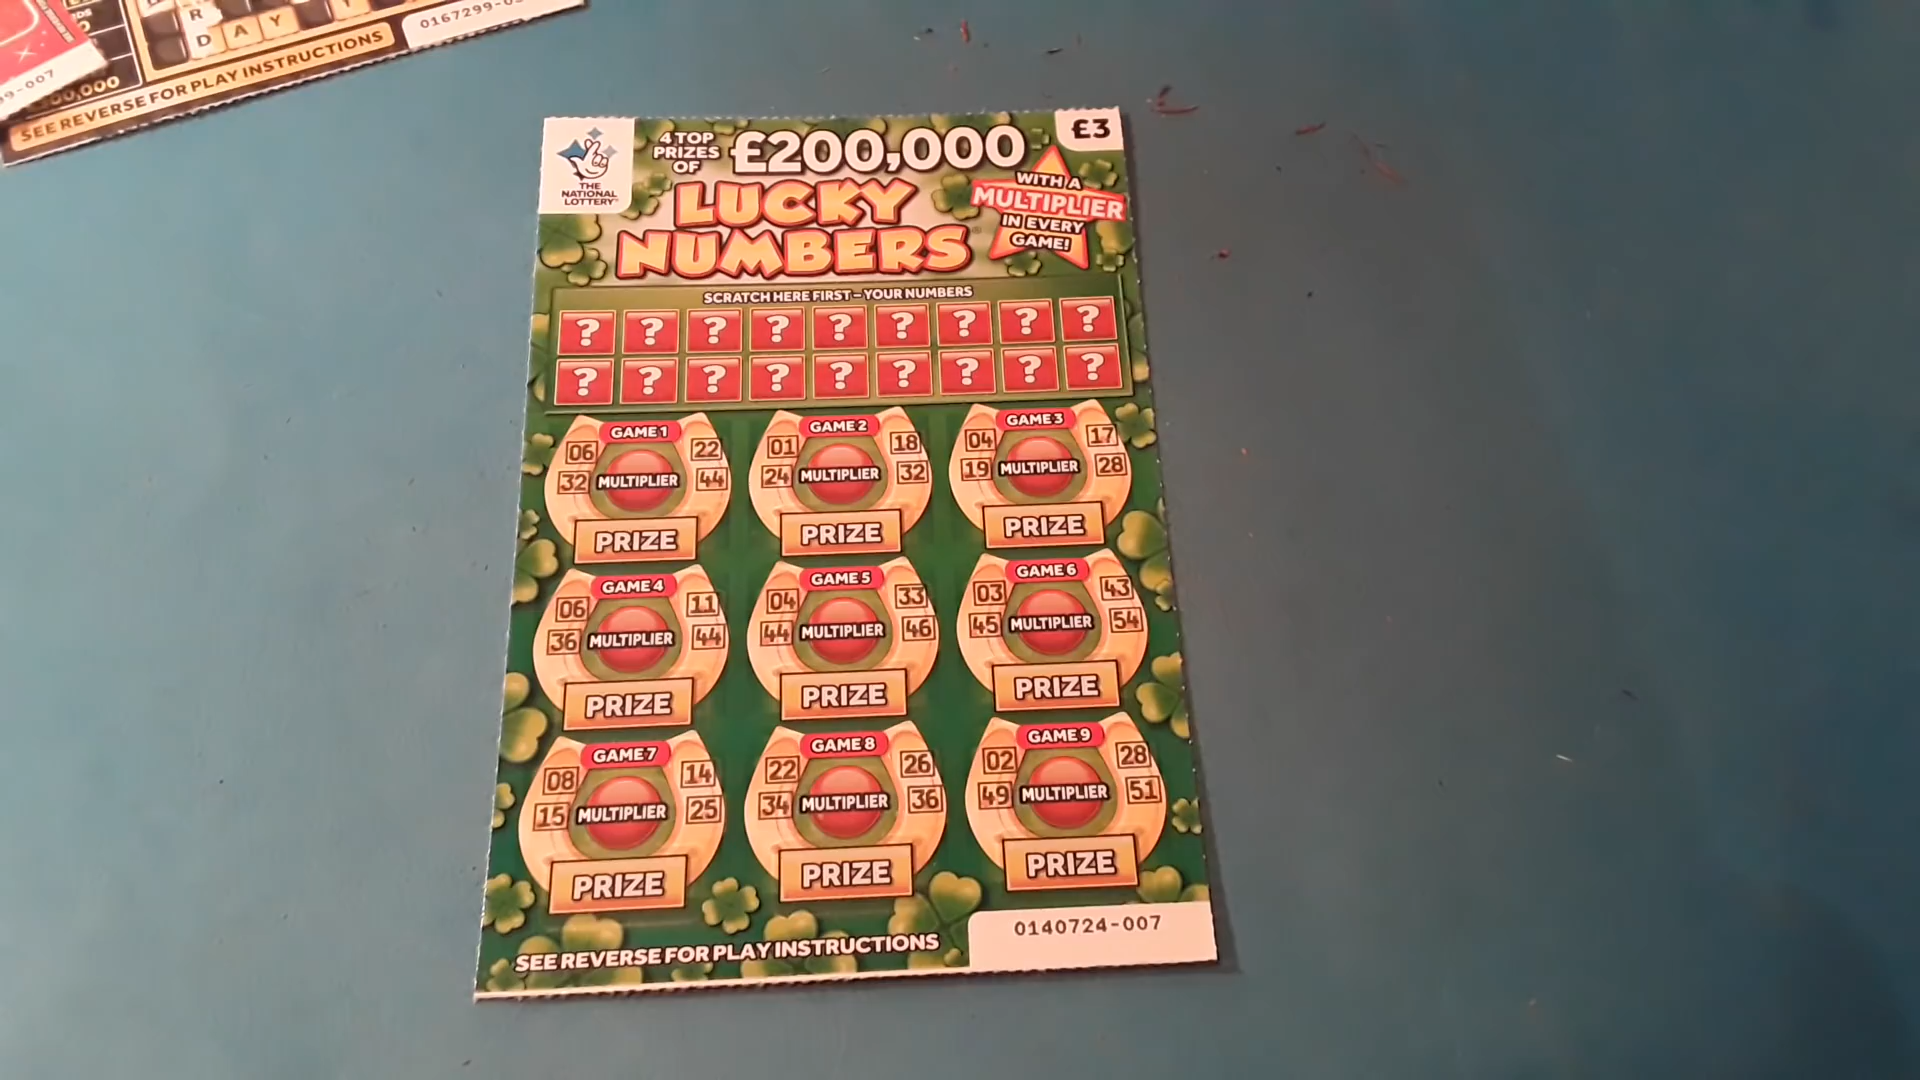 R
DAY
0167299-0
SEE REVERSE FOR PLAY INSTRUCTIONS
99-007
£3
THE
NATIONAL
LOTTERY
4 TOP
PRIZES
OF
£200,000
LUCKY
NUMBERS
WITH A
MULTIPLIER
IN EVERY
GAME!
SCRATCH HERE FIRST – YOUR NUMBERS
? ? ? ? ? ? ? ? ?
? ? ? ? ? ? ? ? ?
GAME 1
06 22
32 MULTIPLIER 44
PRIZE
GAME 2
01 18
24 MULTIPLIER 32
PRIZE
GAME 3
04 17
19 MULTIPLIER 28
PRIZE
GAME 4
06 11
36 MULTIPLIER 44
PRIZE
GAME 5
04 33
44 MULTIPLIER 46
PRIZE
GAME 6
03 43
45 MULTIPLIER 54
PRIZE
GAME 7
08 14
15 MULTIPLIER 25
PRIZE
GAME 8
22 26
34 MULTIPLIER 36
PRIZE
GAME 9
02 28
49 MULTIPLIER 51
PRIZE
SEE REVERSE FOR PLAY INSTRUCTIONS
0140724-007